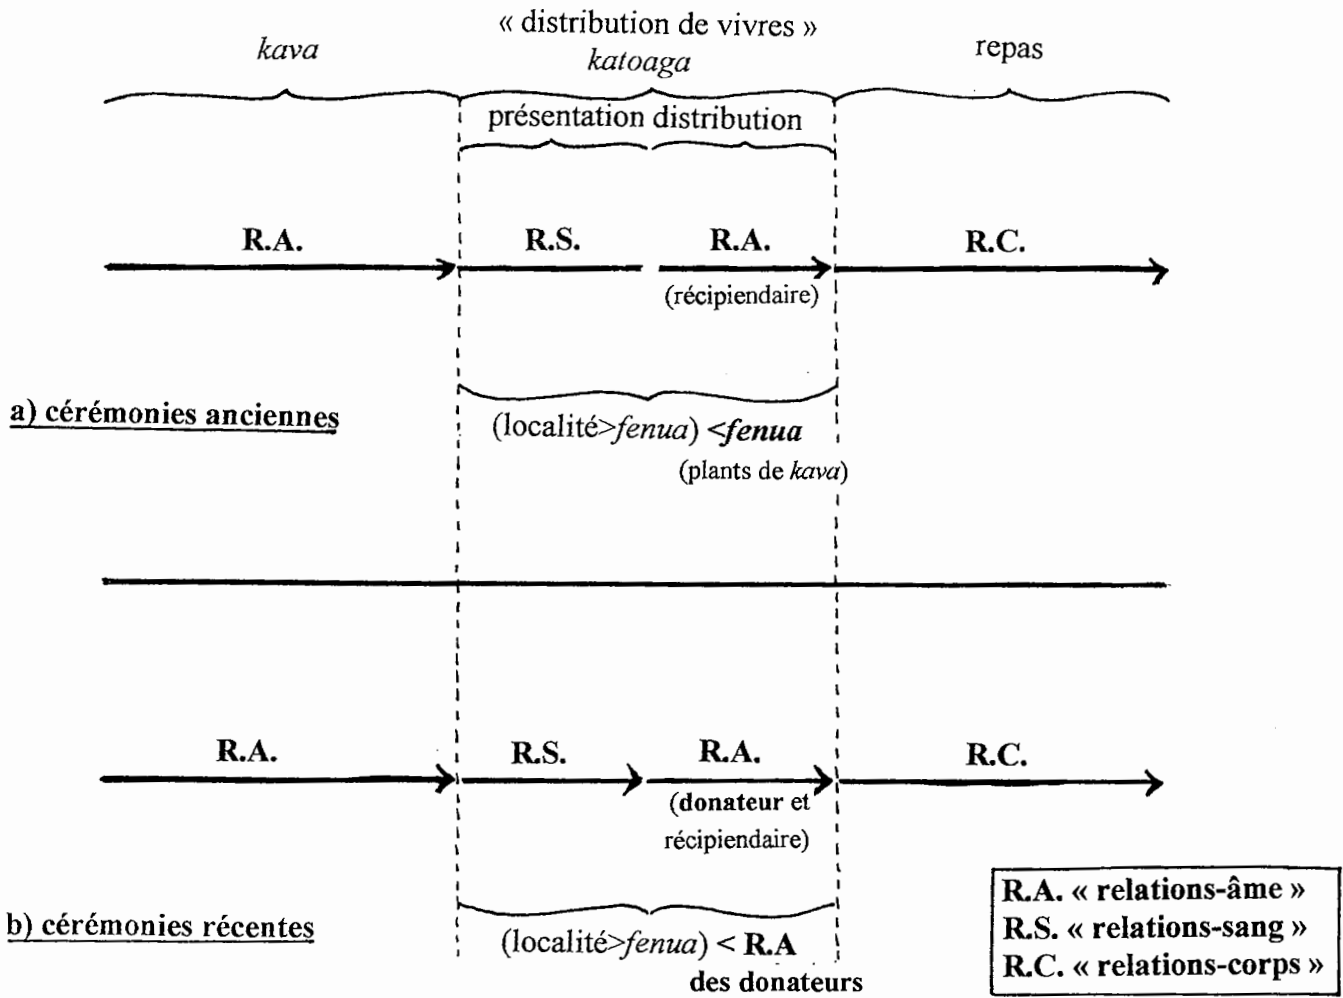 « distribution de vivres »
kava katoaga repas
présentation distribution
R.A. R.S. R.A. R.C.
(récipiendaire)
a) cérémonies anciennes
(localité>fenua) <fenua
(plants de kava)
R.A. R.S. R.A. R.C.
(donateur et
récipiendaire)
b) cérémonies récentes
(localité>fenua) < R.A
des donateurs
R.A. « relations-âme »
R.S. « relations-sang »
R.C. « relations-corps »